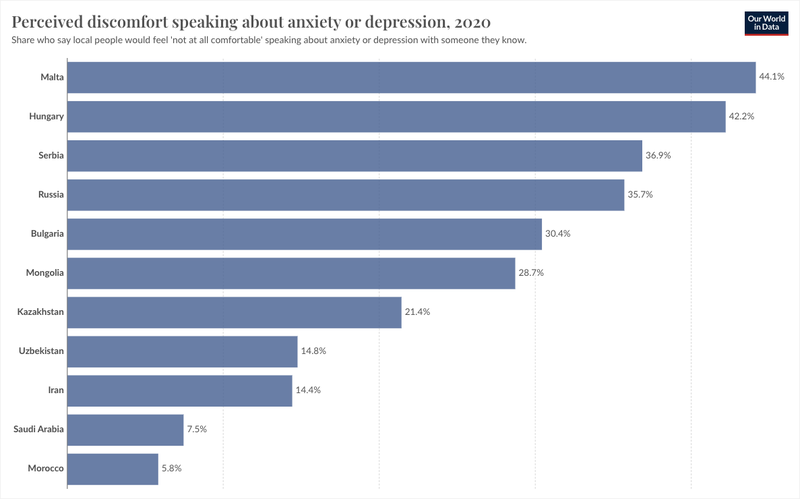 Perceived discomfort speaking about anxiety or depression, 2020
Our World
in Data
Share who say local people would feel 'not at all comfortable' speaking about anxiety or depression with someone they know.
Malta 44.1%
Hungary 42.2%
Serbia 36.9%
Russia 35.7%
Bulgaria 30.4%
Mongolia 28.7%
Kazakhstan 21.4%
Uzbekistan 14.8%
Iran 14.4%
Saudi Arabia 7.5%
Morocco 5.8%